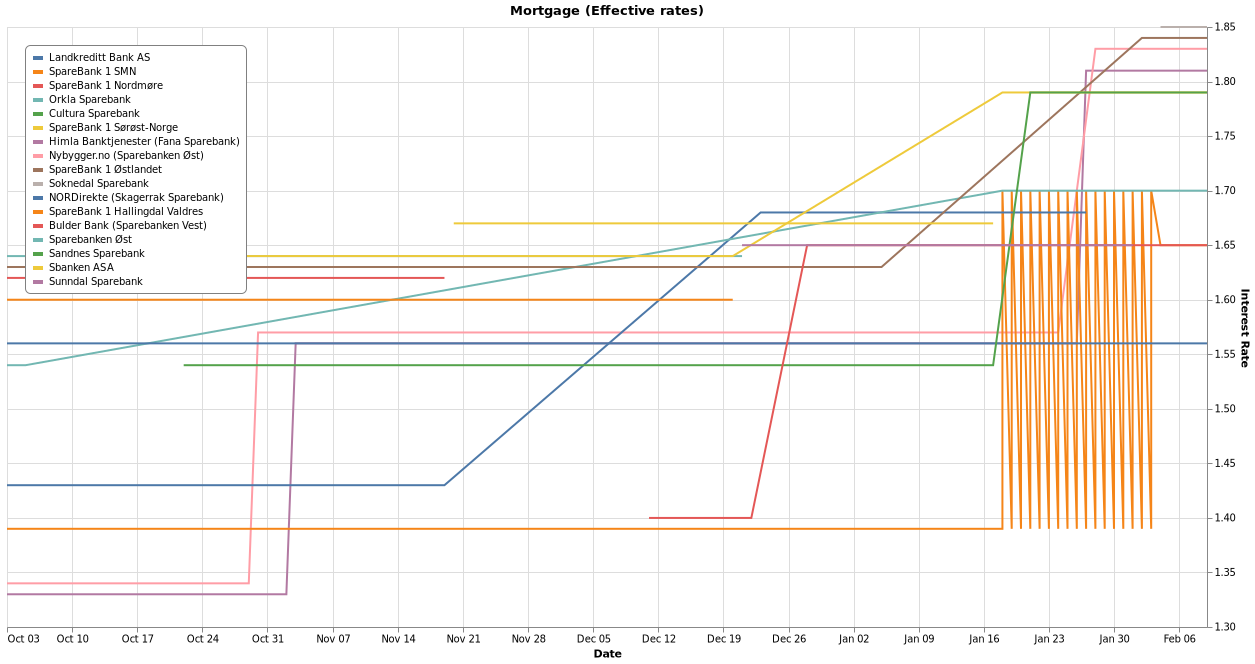 Mortgage (Effective rates)
Landkreditt Bank AS
SpareBank 1 SMN
SpareBank 1 Nordmøre
Orkla Sparebank
Cultura Sparebank
SpareBank 1 Sørøst-Norge
Himla Banktjenester (Fana Sparebank)
Nybygger.no (Sparebanken Øst)
SpareBank 1 Østlandet
Soknedal Sparebank
NORDirekte (Skagerrak Sparebank)
SpareBank 1 Hallingdal Valdres
Bulder Bank (Sparebanken Vest)
Sparebanken Øst
Sandnes Sparebank
Sbanken ASA
Sunndal Sparebank
1.85
1.80
1.75
1.70
1.65
1.60
1.55
1.50
1.45
1.40
1.35
1.30
Interest Rate
Oct 03 Oct 10 Oct 17 Oct 24 Oct 31 Nov 07 Nov 14 Nov 21 Nov 28 Dec 05 Dec 12 Dec 19 Dec 26 Jan 02 Jan 09 Jan 16 Jan 23 Jan 30 Feb 06
Date